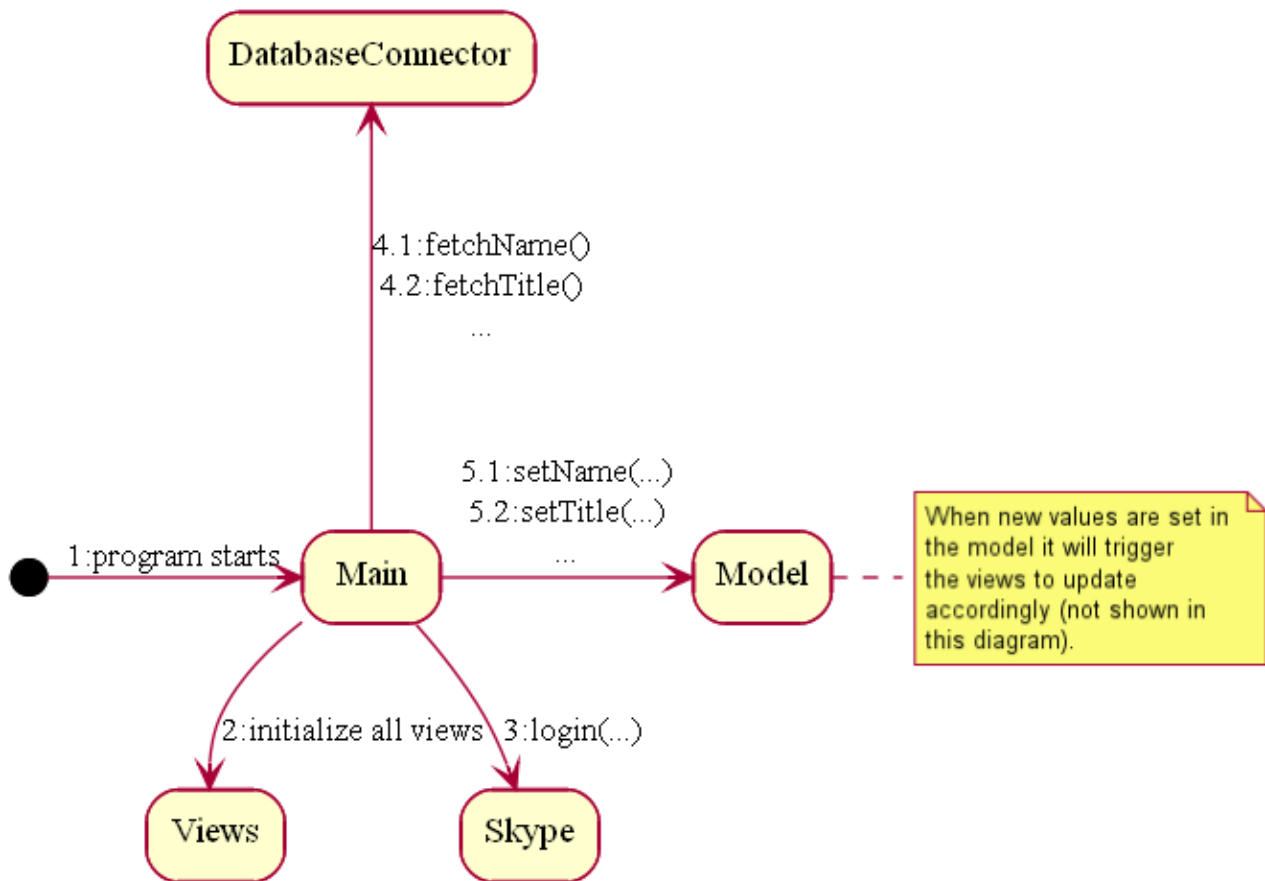 DatabaseConnector
4.1:fetchName()
4.2:fetchTitle()
...
5.1:setName(...)
5.2:setTitle(...)
...
1:program starts
Main
Model
When new values are set in
the model it will trigger
the views to update
accordingly (not shown in
this diagram).
2:initialize all views
3:login(...)
Views
Skype